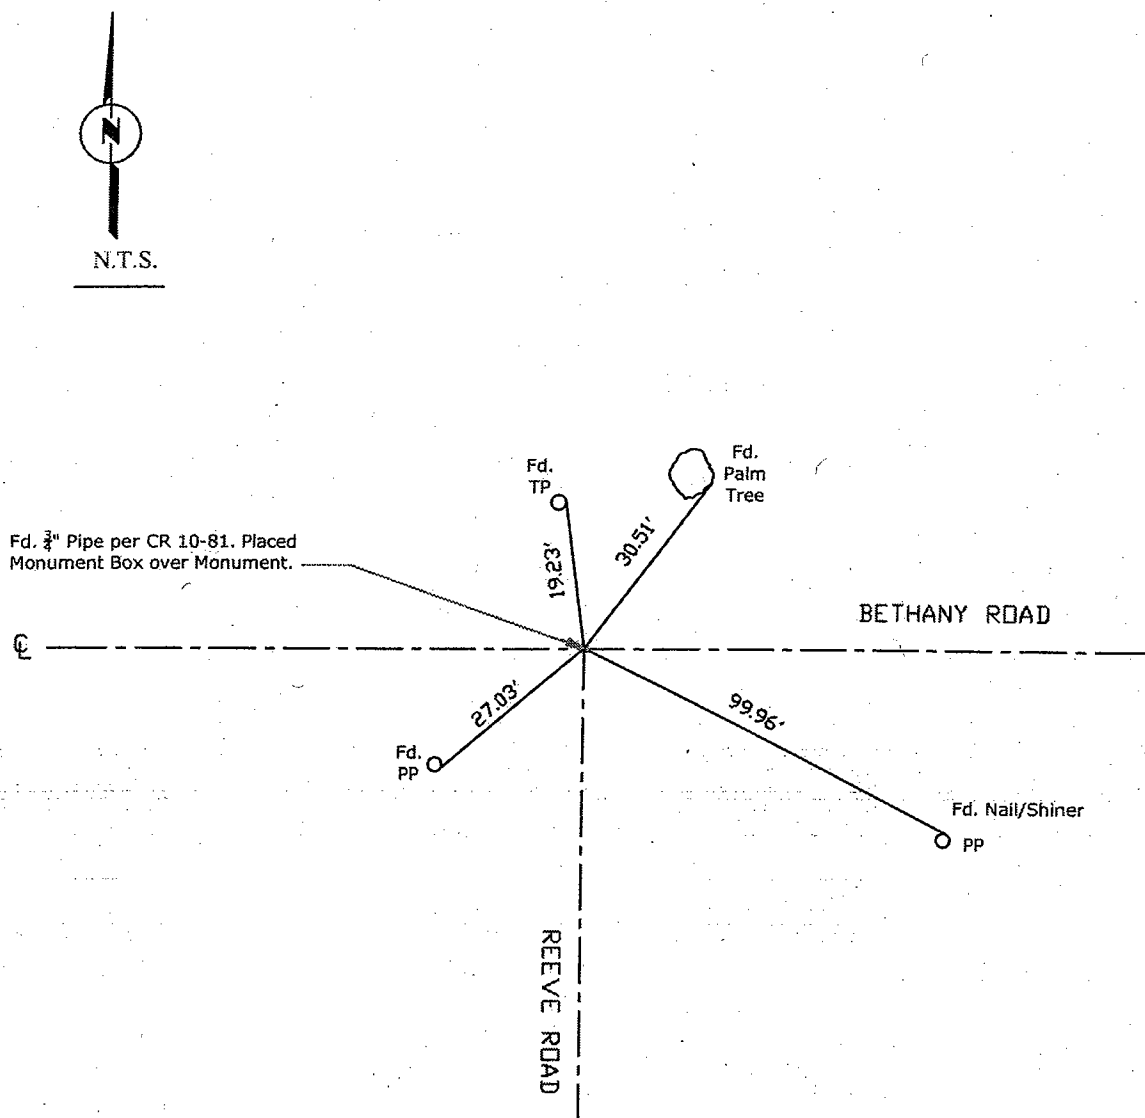 N
N.T.S.
Fd.
TP
Fd.
Palm
Tree
30.51'
19.23'
Fd. ¾" Pipe per CR 10-81. Placed
Monument Box over Monument.
BETHANY ROAD
℄
27.03'
99.96'
Fd.
PP
Fd. Nail/Shiner
PP
REEVE ROAD